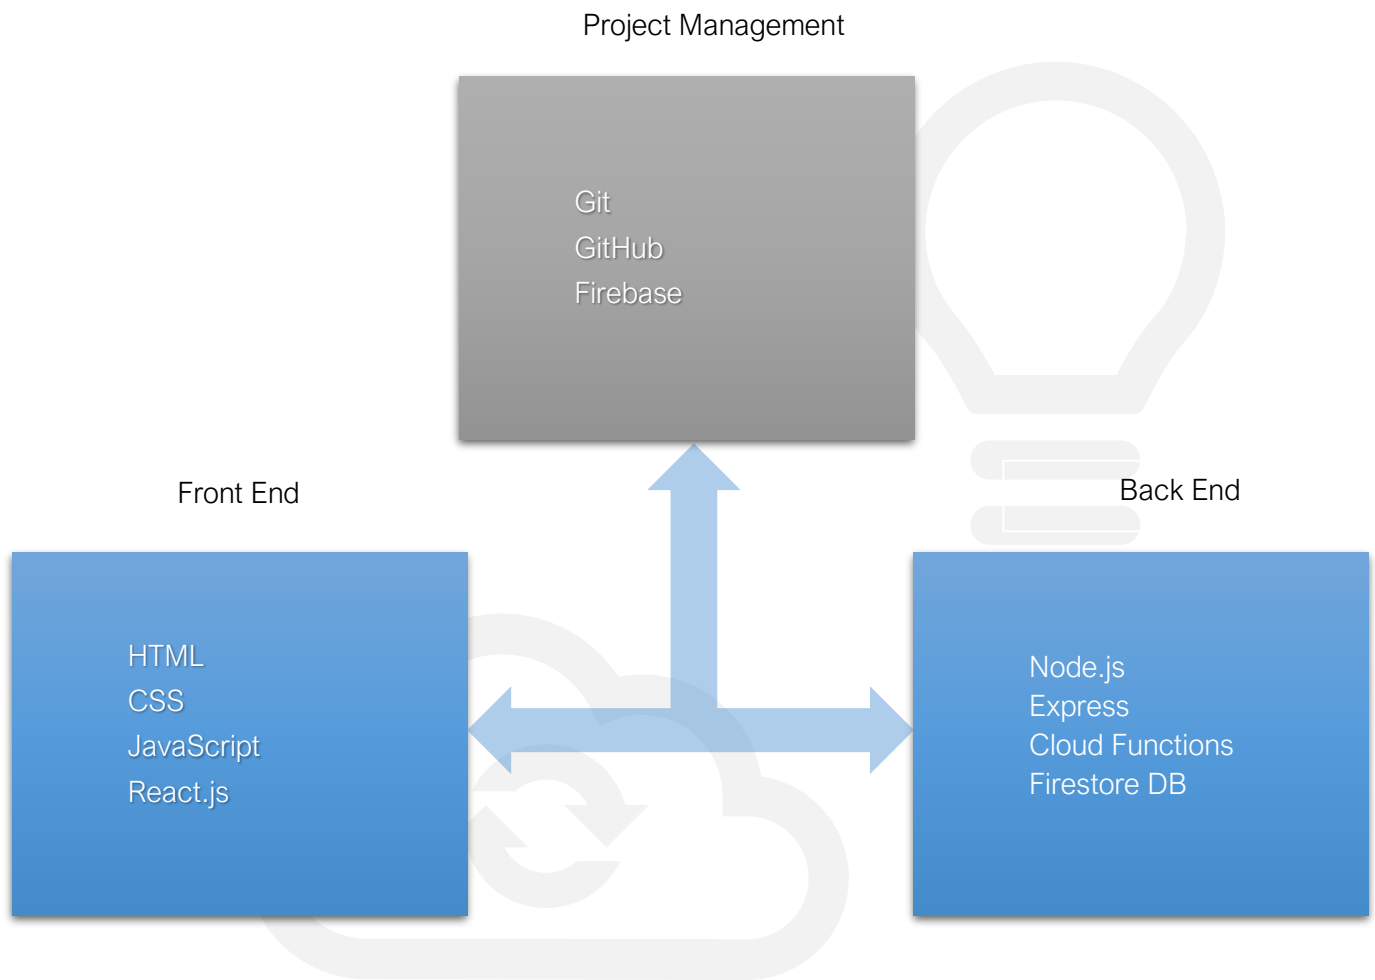 Project Management
Git
GitHub
Firebase
Front End
HTML
CSS
JavaScript
React.js
Back End
Node.js
Express
Cloud Functions
Firestore DB